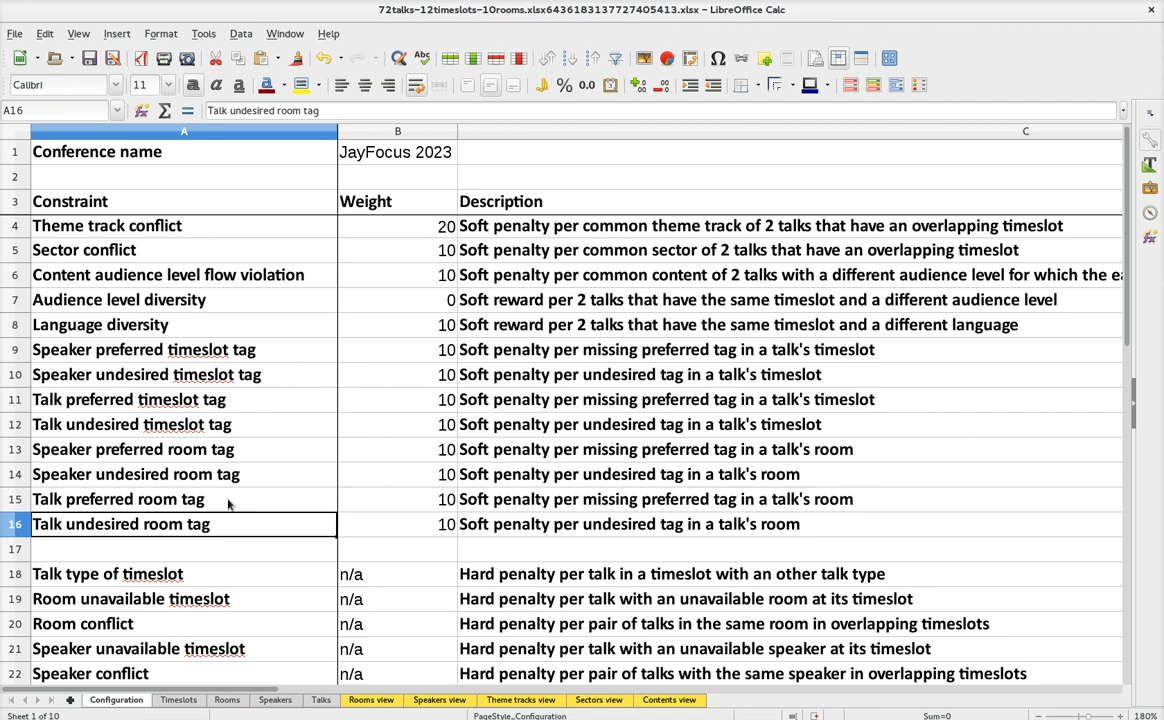 72talks-12timeslots-10rooms.xlsx6436183137727405413.xlsx - LibreOffice Calc
File Edit View Insert Format Tools Data Window Help
Calibri 11
A16 Talk undesired room tag
A B C
1 Conference name JayFocus 2023
2
3 Constraint Weight Description
4 Theme track conflict 20 Soft penalty per common theme track of 2 talks that have an overlapping timeslot
5 Sector conflict 10 Soft penalty per common sector of 2 talks that have an overlapping timeslot
6 Content audience level flow violation 10 Soft penalty per common content of 2 talks with a different audience level for which the ea
7 Audience level diversity 0 Soft reward per 2 talks that have the same timeslot and a different audience level
8 Language diversity 10 Soft reward per 2 talks that have the same timeslot and a different language
9 Speaker preferred timeslot tag 10 Soft penalty per missing preferred tag in a talk's timeslot
10 Speaker undesired timeslot tag 10 Soft penalty per undesired tag in a talk's timeslot
11 Talk preferred timeslot tag 10 Soft penalty per missing preferred tag in a talk's timeslot
12 Talk undesired timeslot tag 10 Soft penalty per undesired tag in a talk's timeslot
13 Speaker preferred room tag 10 Soft penalty per missing preferred tag in a talk's room
14 Speaker undesired room tag 10 Soft penalty per undesired tag in a talk's room
15 Talk preferred room tag 10 Soft penalty per missing preferred tag in a talk's room
16 Talk undesired room tag 10 Soft penalty per undesired tag in a talk's room
17
18 Talk type of timeslot n/a Hard penalty per talk in a timeslot with an other talk type
19 Room unavailable timeslot n/a Hard penalty per talk with an unavailable room at its timeslot
20 Room conflict n/a Hard penalty per pair of talks in the same room in overlapping timeslots
21 Speaker unavailable timeslot n/a Hard penalty per talk with an unavailable speaker at its timeslot
22 Speaker conflict n/a Hard penalty per pair of talks with the same speaker in overlapping timeslots
Configuration Timeslots Rooms Speakers Talks Rooms view Speakers view Theme tracks view Sectors view Contents view
Sheet 1 of 10 PageStyle_Configuration Sum=0 180%